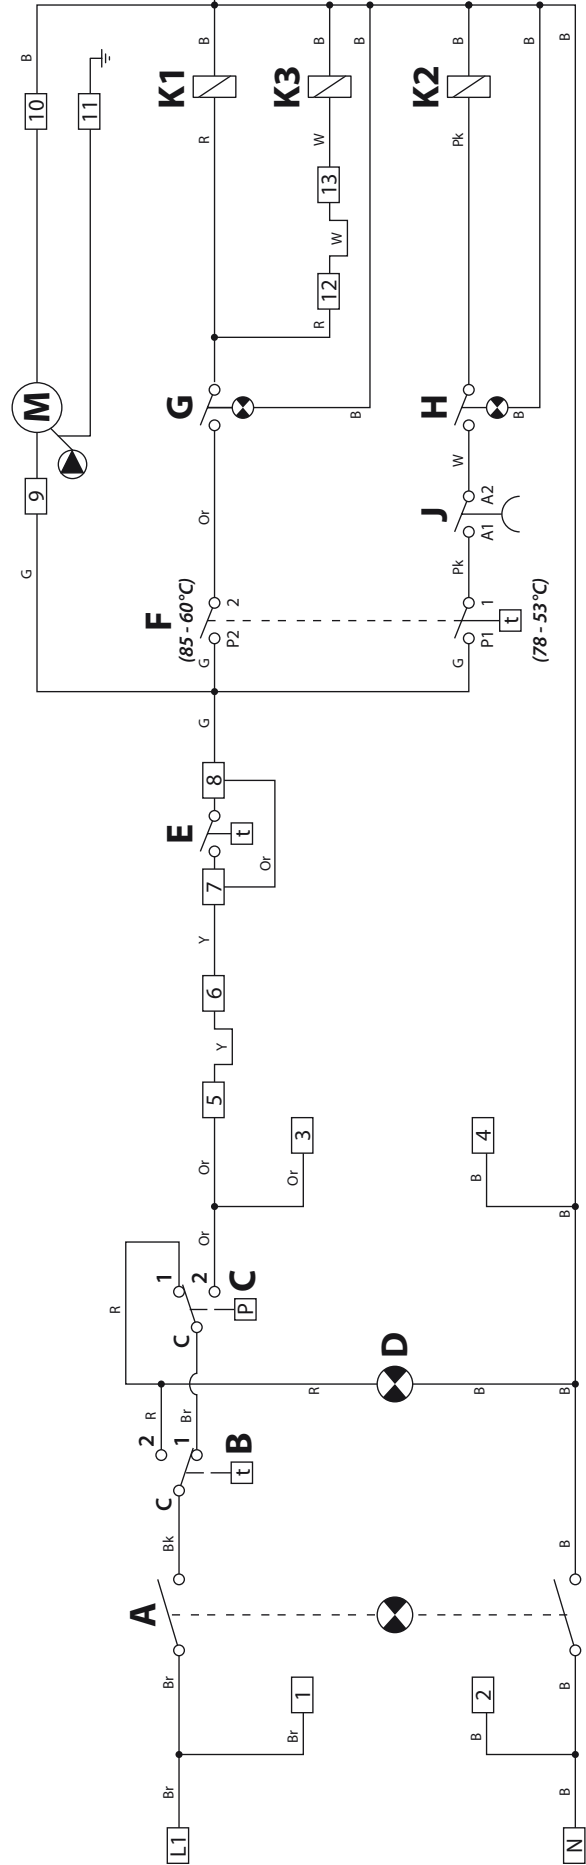 G B
9 M 10
11
R
A
2 R 1
F K1
(85 - 60°C)
Br Bk C 1 Br C
E G
L1
2 Or Or Y Y G G Or R B
5 6 7 8
P2 2
1 B t C P C Y t
Or
K3
Br Or 3 R W W B
12 13
R
D
B B
K2
H
J
B B Pk W Pk B
2 4 G
P1 1 A1 A2
t B B
(78 - 53°C)
B B B B B B
N